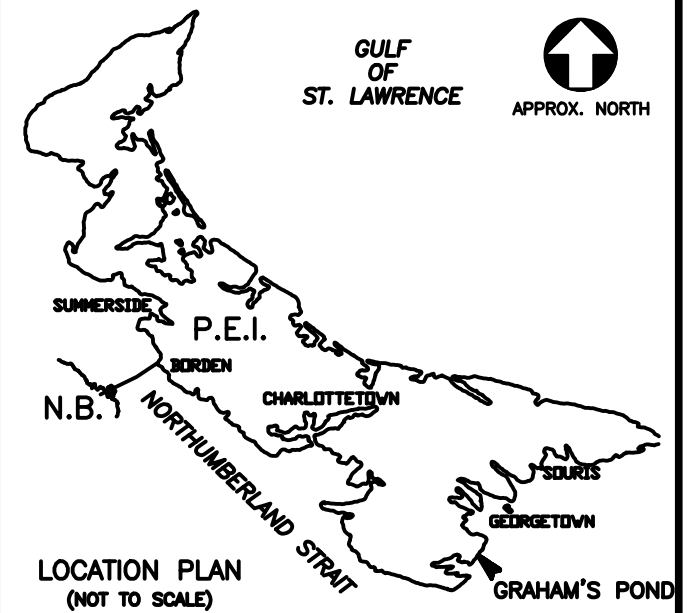 GULF
OF
ST. LAWRENCE
APPROX. NORTH
SUMMERSIDE
P.E.I.
BORDEN
N.B.
CHARLOTTETOWN
NORTHUMBERLAND STRAIT
SOURIS
GEORGETOWN
GRAHAM'S POND
LOCATION PLAN
(NOT TO SCALE)